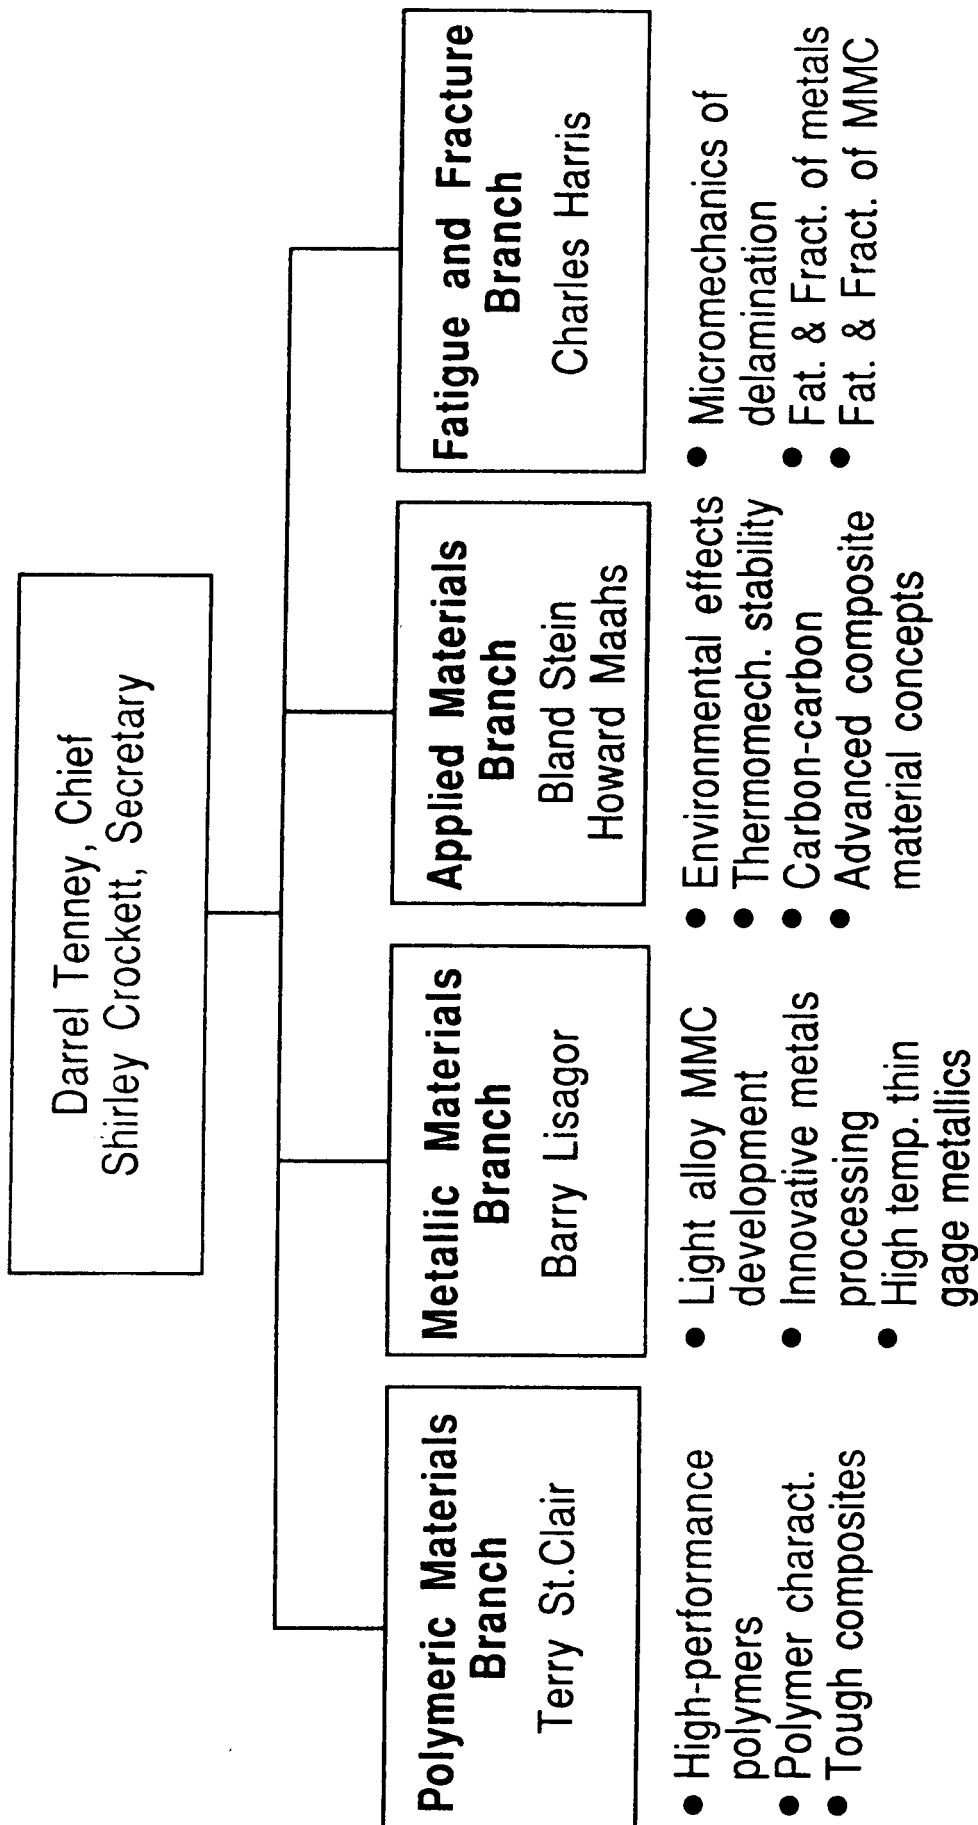 Darrel Tenney, Chief
Shirley Crockett, Secretary
Polymeric Materials
Branch
Terry St.Clair
● High-performance
polymers
● Polymer charact.
● Tough composites
Metallic Materials
Branch
Barry Lisagor
● Light alloy MMC
development
● Innovative metals
processing
● High temp. thin
gage metallics
Applied Materials
Branch
Bland Stein
Howard Maahs
● Environmental effects
● Thermomech. stability
● Carbon-carbon
● Advanced composite
material concepts
Fatigue and Fracture
Branch
Charles Harris
● Micromechanics of
delamination
● Fat. & Fract. of metals
● Fat. & Fract. of MMC